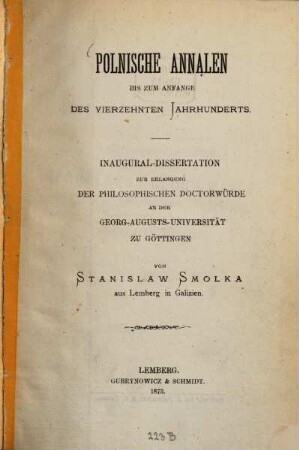 POLNISCHE ANNALEN
BIS ZUM ANFANGE
DES VIERZEHNTEN JAHRHUNDERTS.
INAUGURAL-DISSERTATION
ZUR ERLANGUNG
DER PHILOSOPHISCHEN DOCTORWÜRDE
AN DER
GEORG-AUGUSTS-UNIVERSITÄT
ZU GÖTTINGEN
VON
STANISLAW SMOLKA
aus Lemberg in Galizien.
LEMBERG.
GUBRYNOWICZ & SCHMIDT.
1873.
223 B